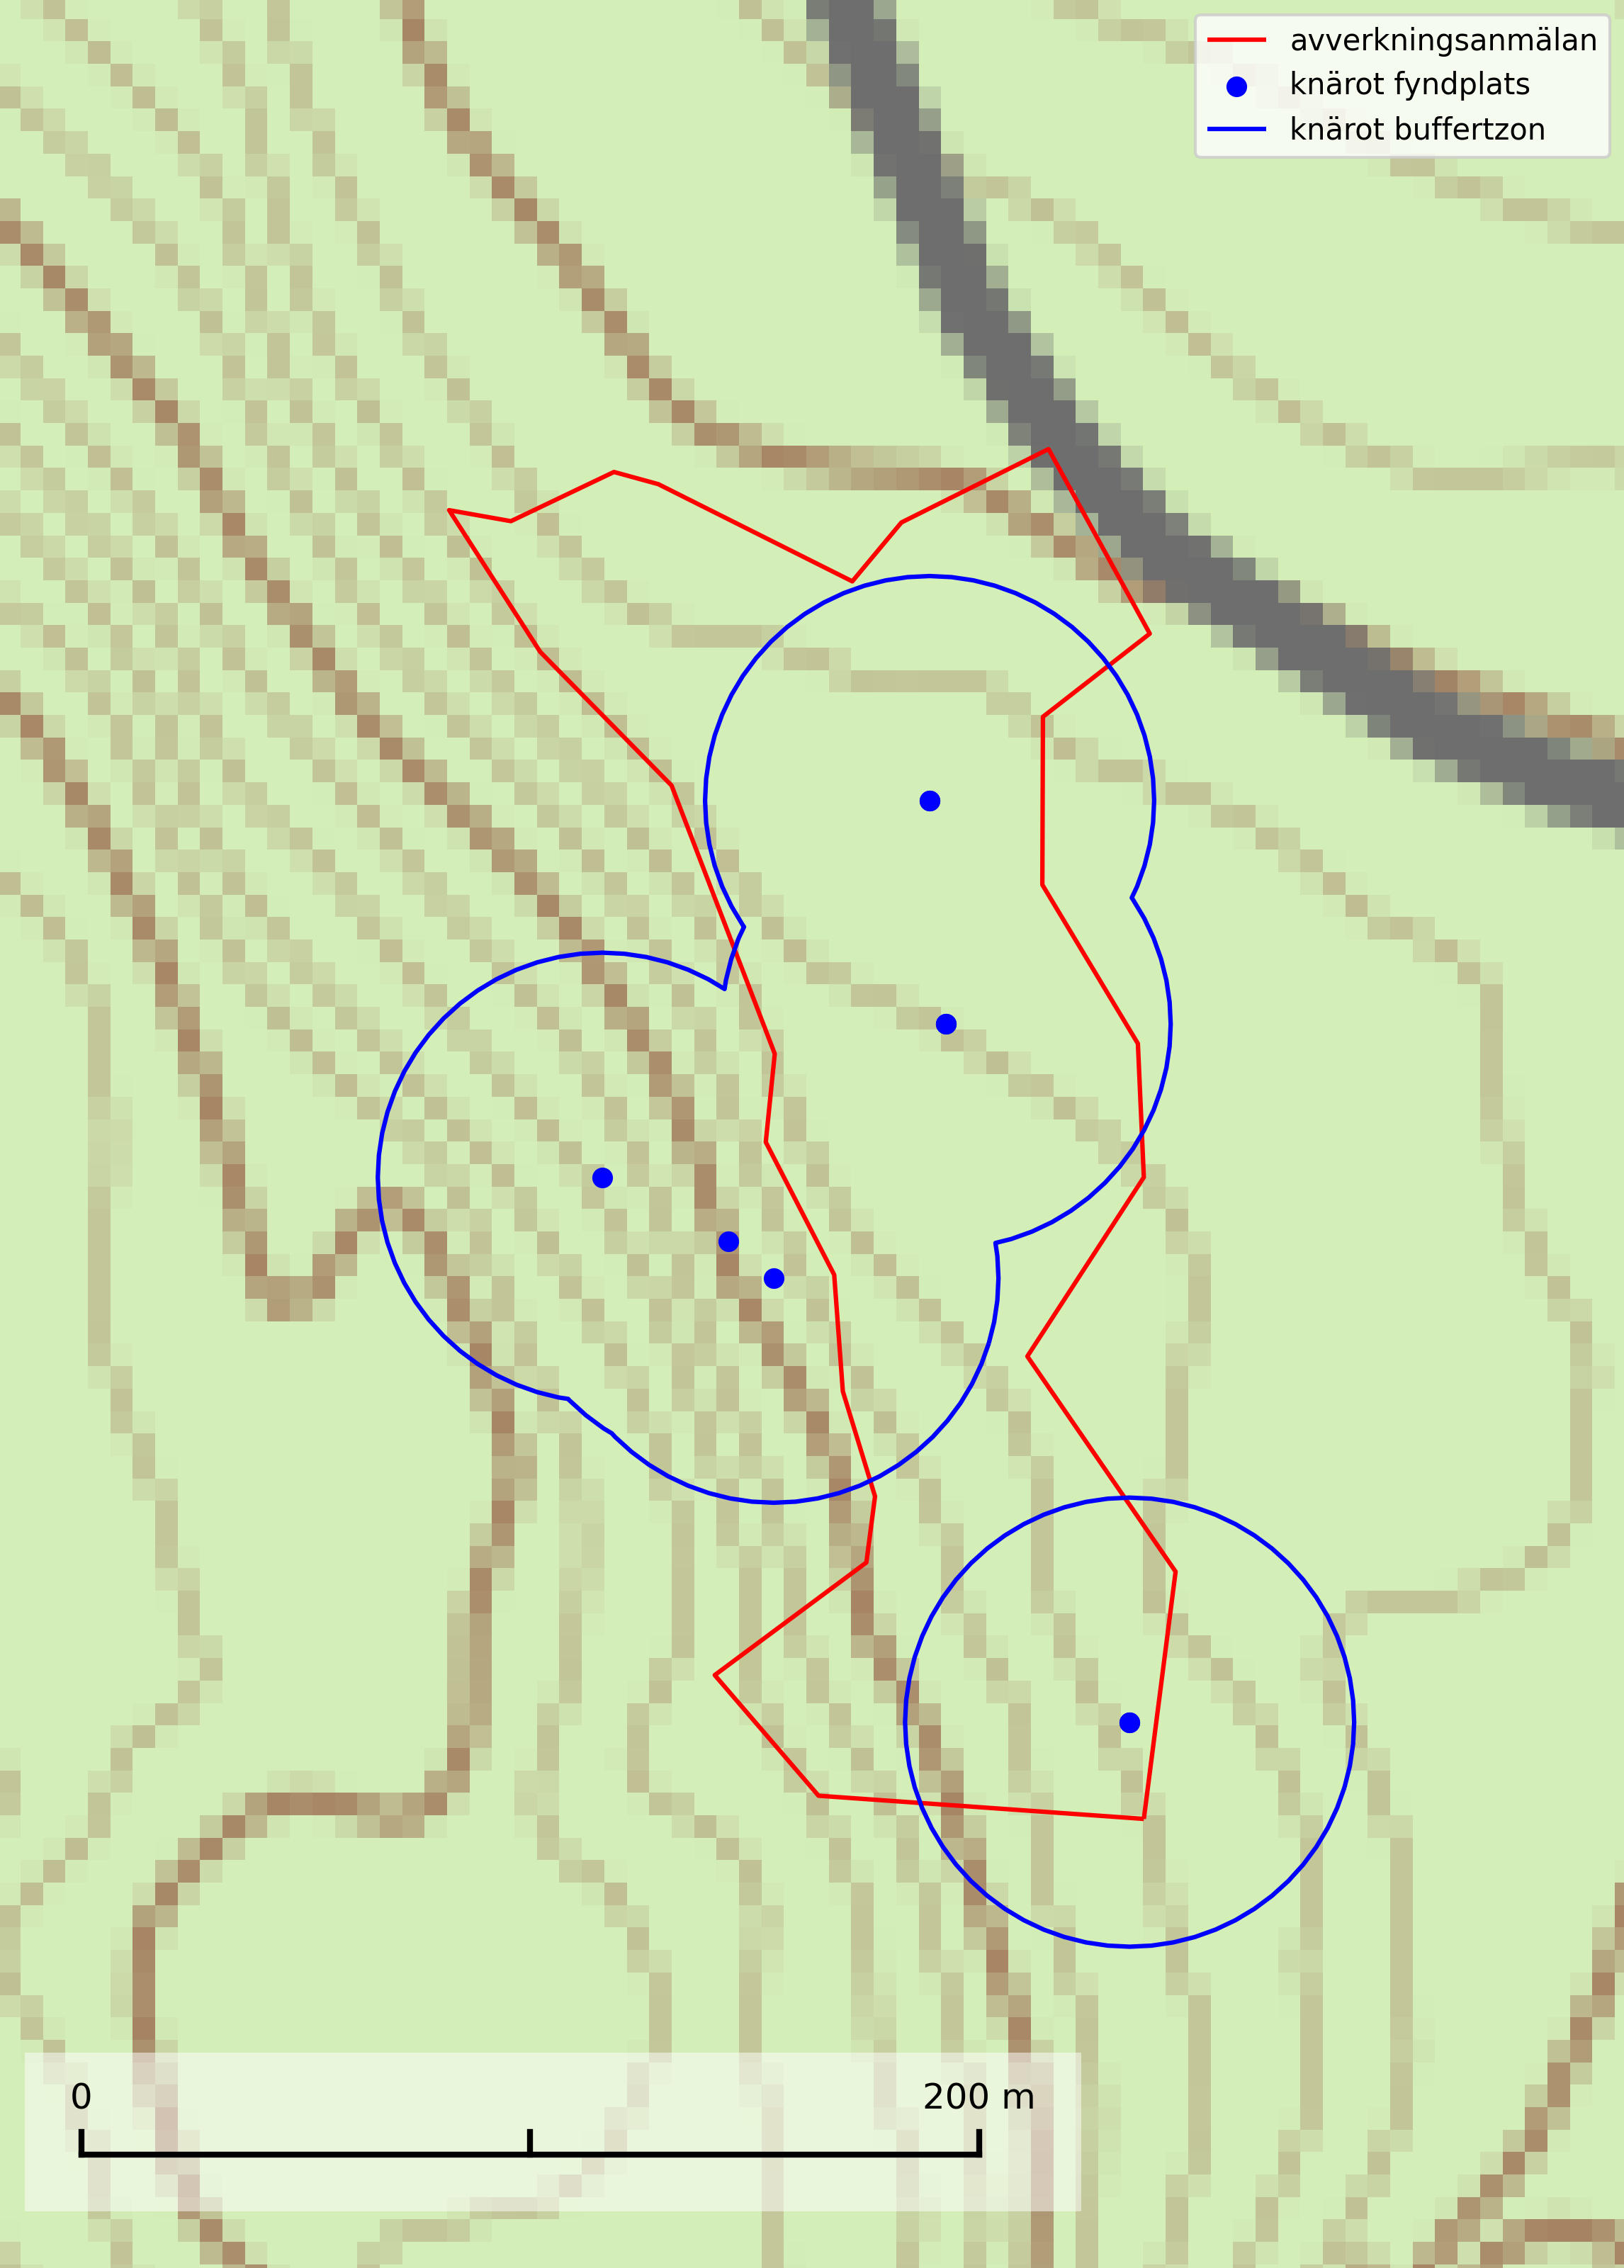 avverkningsanmälan
knärot fyndplats
knärot buffertzon
0 200 m